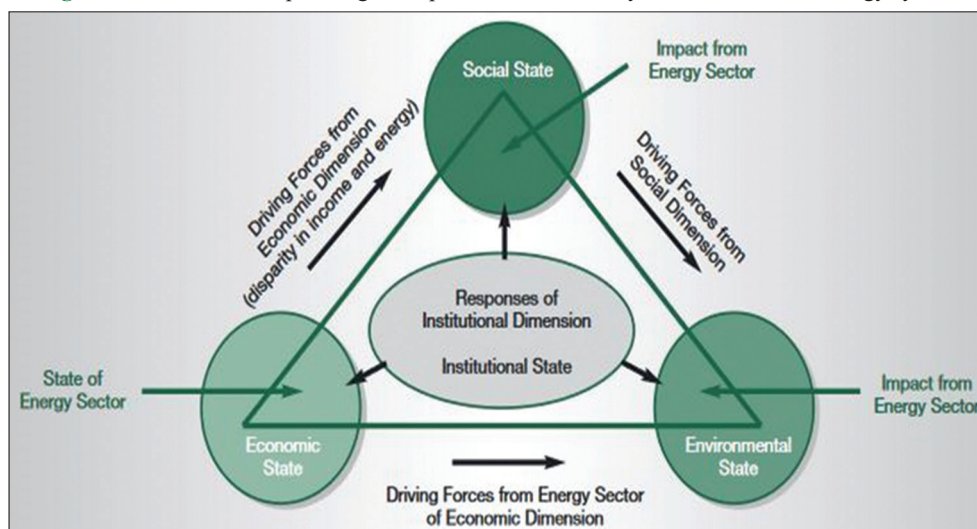 Social State
Impact from
Energy Sector
Driving Forces from
Economic Dimension
(disparity in income and energy)
Driving Forces from
Social Dimension
Responses of
Institutional Dimension
Institutional State
State of
Energy Sector
Impact from
Energy Sector
Economic
State
Environmental
State
Driving Forces from Energy Sector
of Economic Dimension